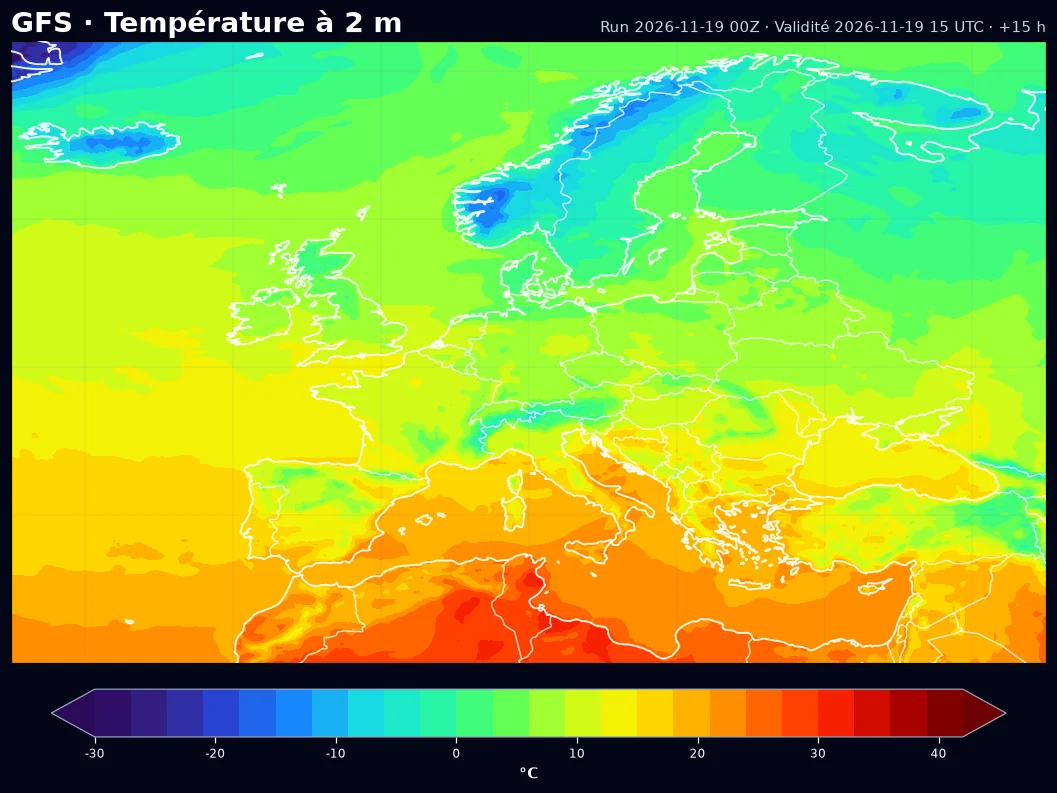 GFS · Température à 2 m
Run 2026-11-19 00Z · Validité 2026-11-19 15 UTC · +15 h
-30 -20 -10 0 10 20 30 40
°C